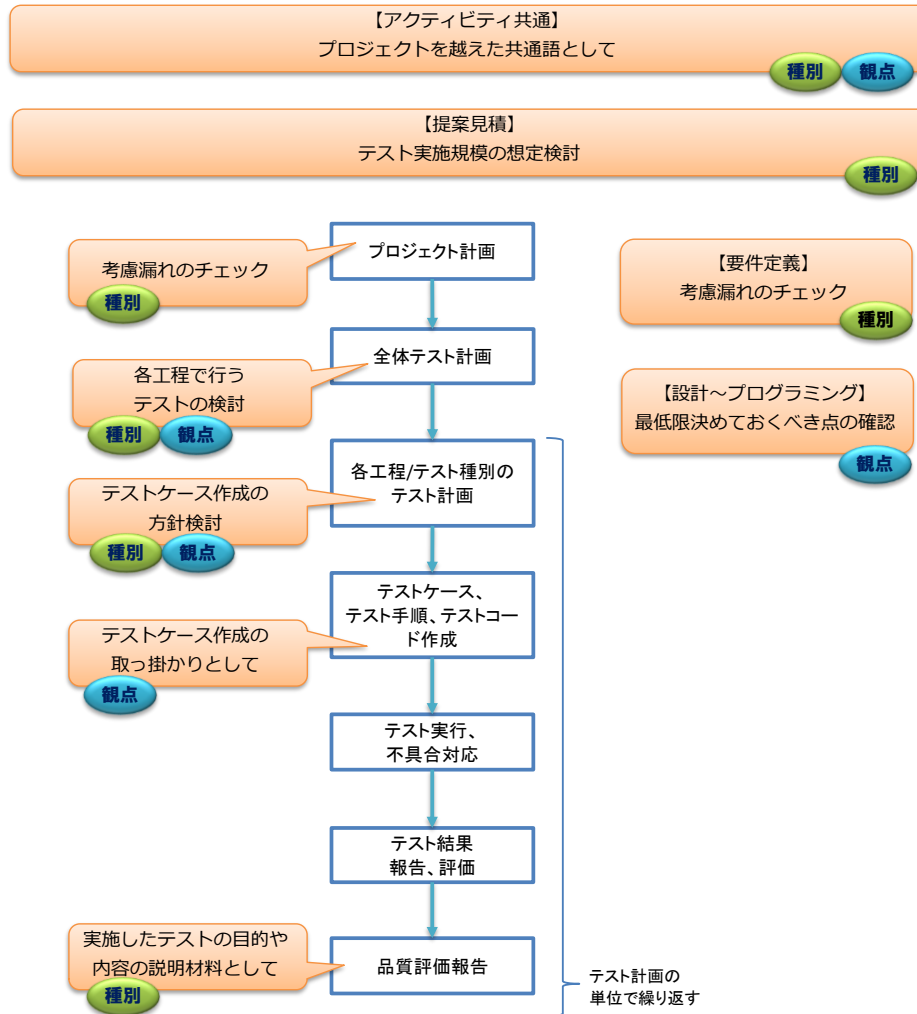 【アクティビティ共通】
プロジェクトを越えた共通語として
種別
観点
【提案見積】
テスト実施規模の想定検討
種別
プロジェクト計画
考慮漏れのチェック
種別
【要件定義】
考慮漏れのチェック
種別
全体テスト計画
各工程で行う
テストの検討
種別
観点
【設計～プログラミング】
最低限決めておくべき点の確認
観点
各工程/テスト種別の
テスト計画
テストケース作成の
方針検討
種別
観点
テストケース、
テスト手順、テストコー
ド作成
テストケース作成の
取っ掛かりとして
観点
テスト実行、
不具合対応
テスト結果
報告、評価
実施したテストの目的や
内容の説明材料として
種別
品質評価報告
テスト計画の
単位で繰り返す